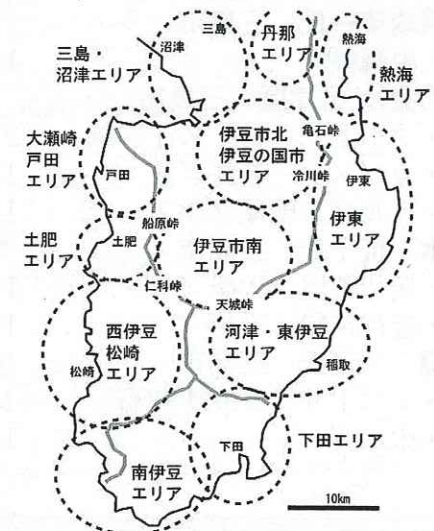 三島・
沼津エリア
沼津
三島
丹那
エリア
熱海
熱海
エリア
大瀬崎
戸田
エリア
戸田
伊豆市北
伊豆の国市
エリア
亀石峠
冷川峠
伊東
伊東
エリア
土肥
エリア
土肥
船原峠
伊豆市南
エリア
仁科峠
天城峠
西伊豆
松崎
エリア
松崎
河津・東伊豆
エリア
稲取
南伊豆
エリア
下田
下田エリア
10km